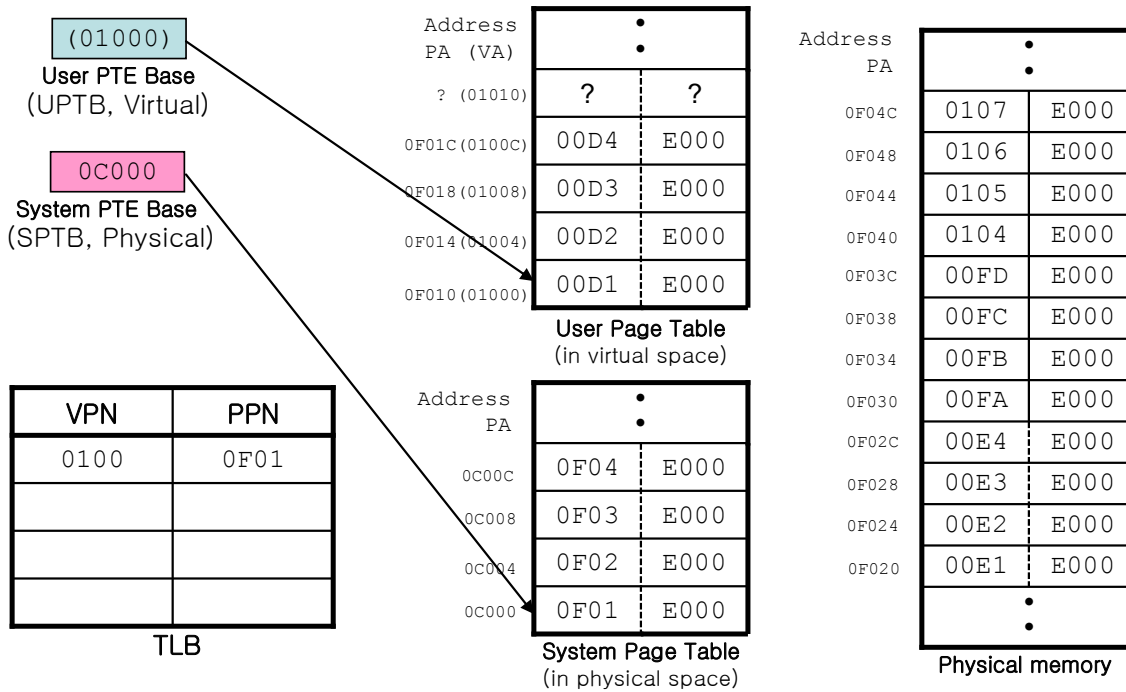 (01000)
User PTE Base
(UPTB, Virtual)
0C000
System PTE Base
(SPTB, Physical)
VPN PPN
0100 0F01
TLB
Address
PA (VA)
? (01010) ? ?
0F01C(0100C) 00D4 E000
0F018(01008) 00D3 E000
0F014(01004) 00D2 E000
0F010(01000) 00D1 E000
User Page Table
(in virtual space)
Address
PA
0C00C 0F04 E000
0C008 0F03 E000
0C004 0F02 E000
0C000 0F01 E000
System Page Table
(in physical space)
Address
PA
0F04C 0107 E000
0F048 0106 E000
0F044 0105 E000
0F040 0104 E000
0F03C 00FD E000
0F038 00FC E000
0F034 00FB E000
0F030 00FA E000
0F02C 00E4 E000
0F028 00E3 E000
0F024 00E2 E000
0F020 00E1 E000
Physical memory